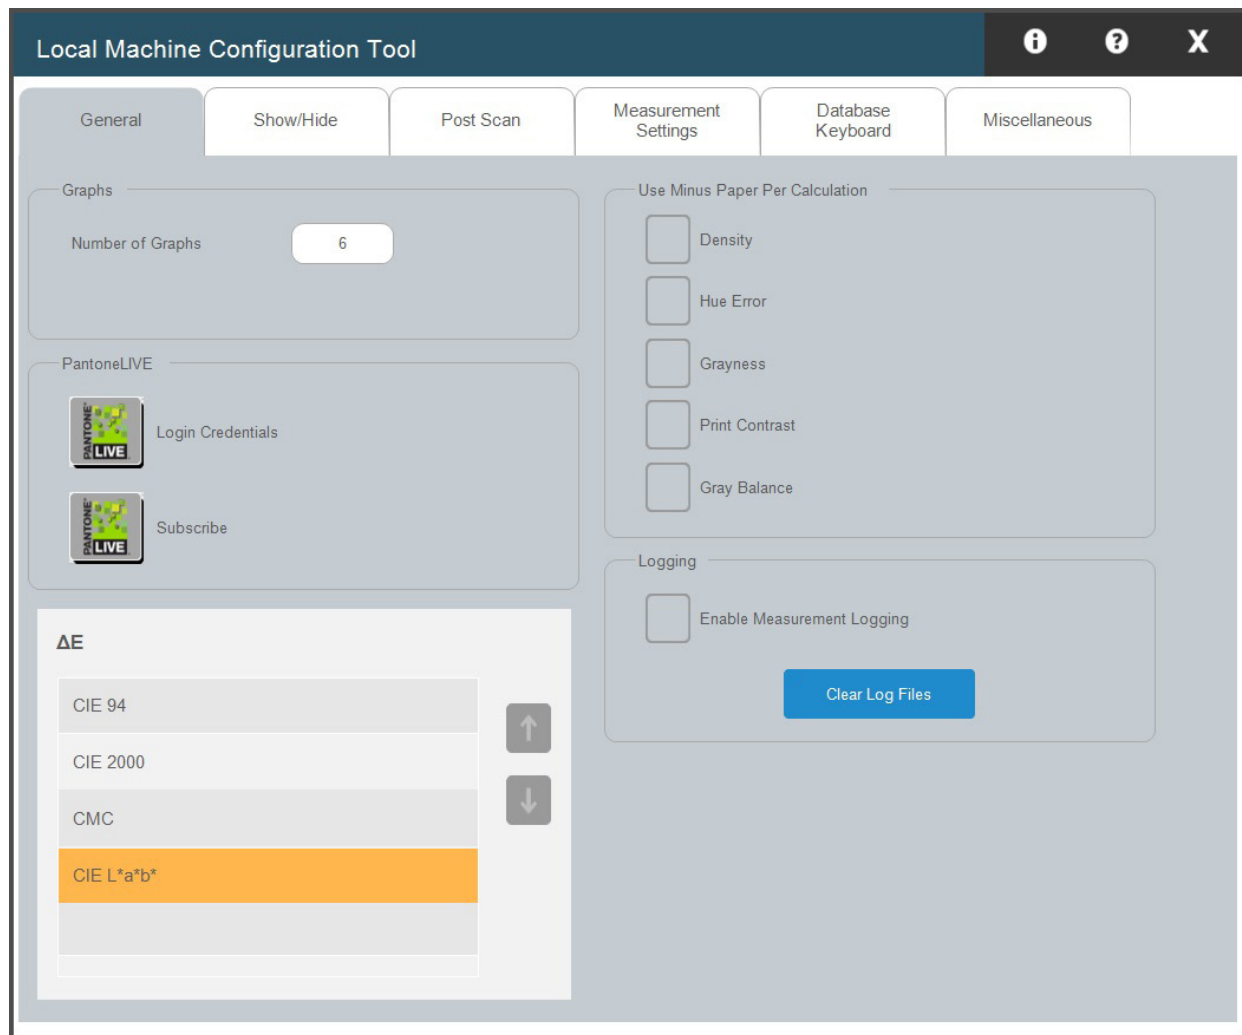 Local Machine Configuration Tool
General
Show/Hide
Post Scan
Measurement
Settings
Database
Keyboard
Miscellaneous
Graphs
Number of Graphs
6
PantoneLIVE
PANTONE®
LIVE
Login Credentials
PANTONE®
LIVE
Subscribe
ΔE
CIE 94
CIE 2000
CMC
CIE L*a*b*
Use Minus Paper Per Calculation
Density
Hue Error
Grayness
Print Contrast
Gray Balance
Logging
Enable Measurement Logging
Clear Log Files